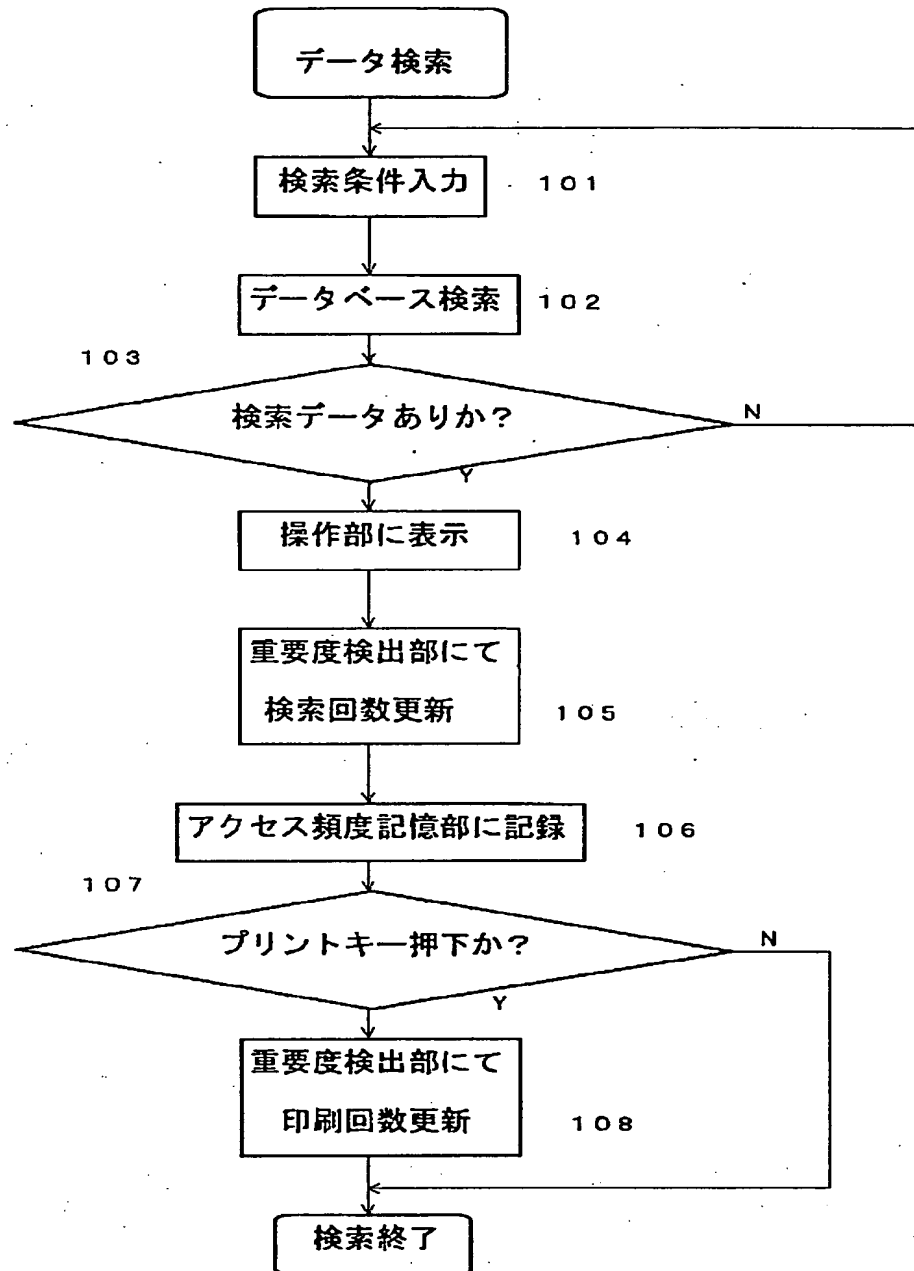 データ検索
検索条件入力 101
データベース検索 102
103
検索データありか？ N
Y
操作部に表示 104
重要度検出部にて
検索回数更新 105
アクセス頻度記憶部に記録 106
107
プリントキー押下か？ N
Y
重要度検出部にて
印刷回数更新 108
検索終了